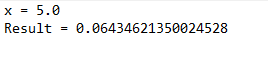 x = 5.0
Result = 0.06434621350024528